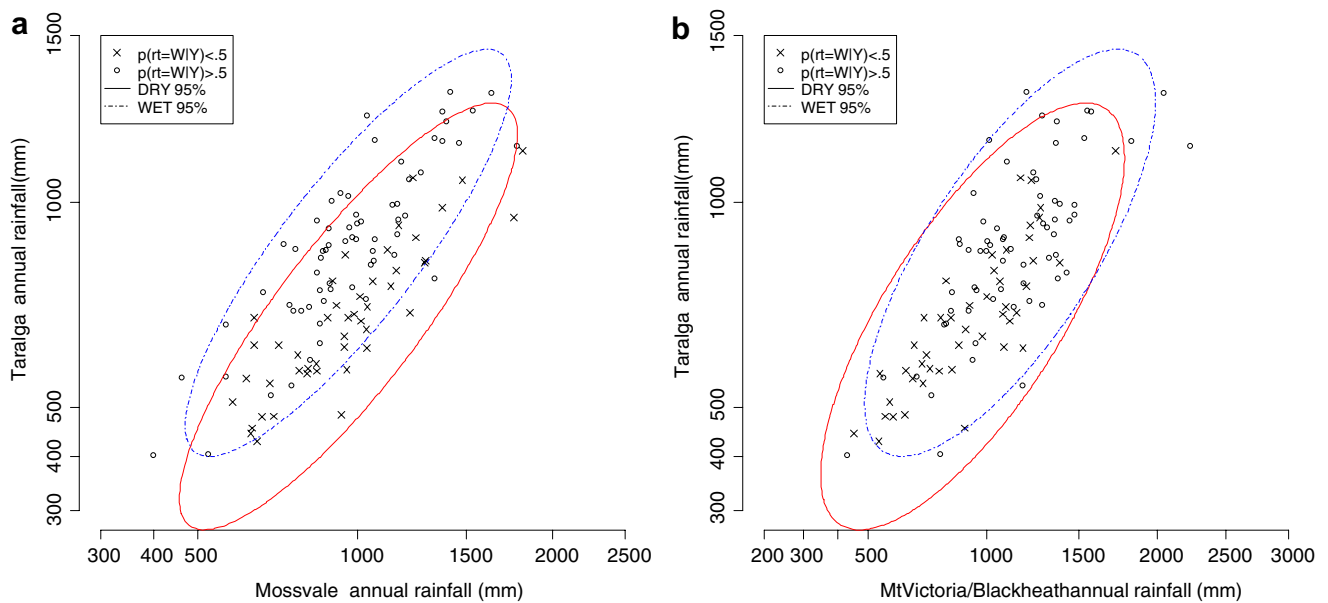 a
1500
1000
500
400
300
Taralga annual rainfall(mm)
p(rt=W|Y)<.5
p(rt=W|Y)>.5
DRY 95%
WET 95%
300 400 500 1000 1500 2000 2500
Mossvale annual rainfall (mm)
b
1500
1000
500
400
300
Taralga annual rainfall(mm)
p(rt=W|Y)<.5
p(rt=W|Y)>.5
DRY 95%
WET 95%
200 300 500 1000 1500 2000 2500 3000
MtVictoria/Blackheathannual rainfall (mm)